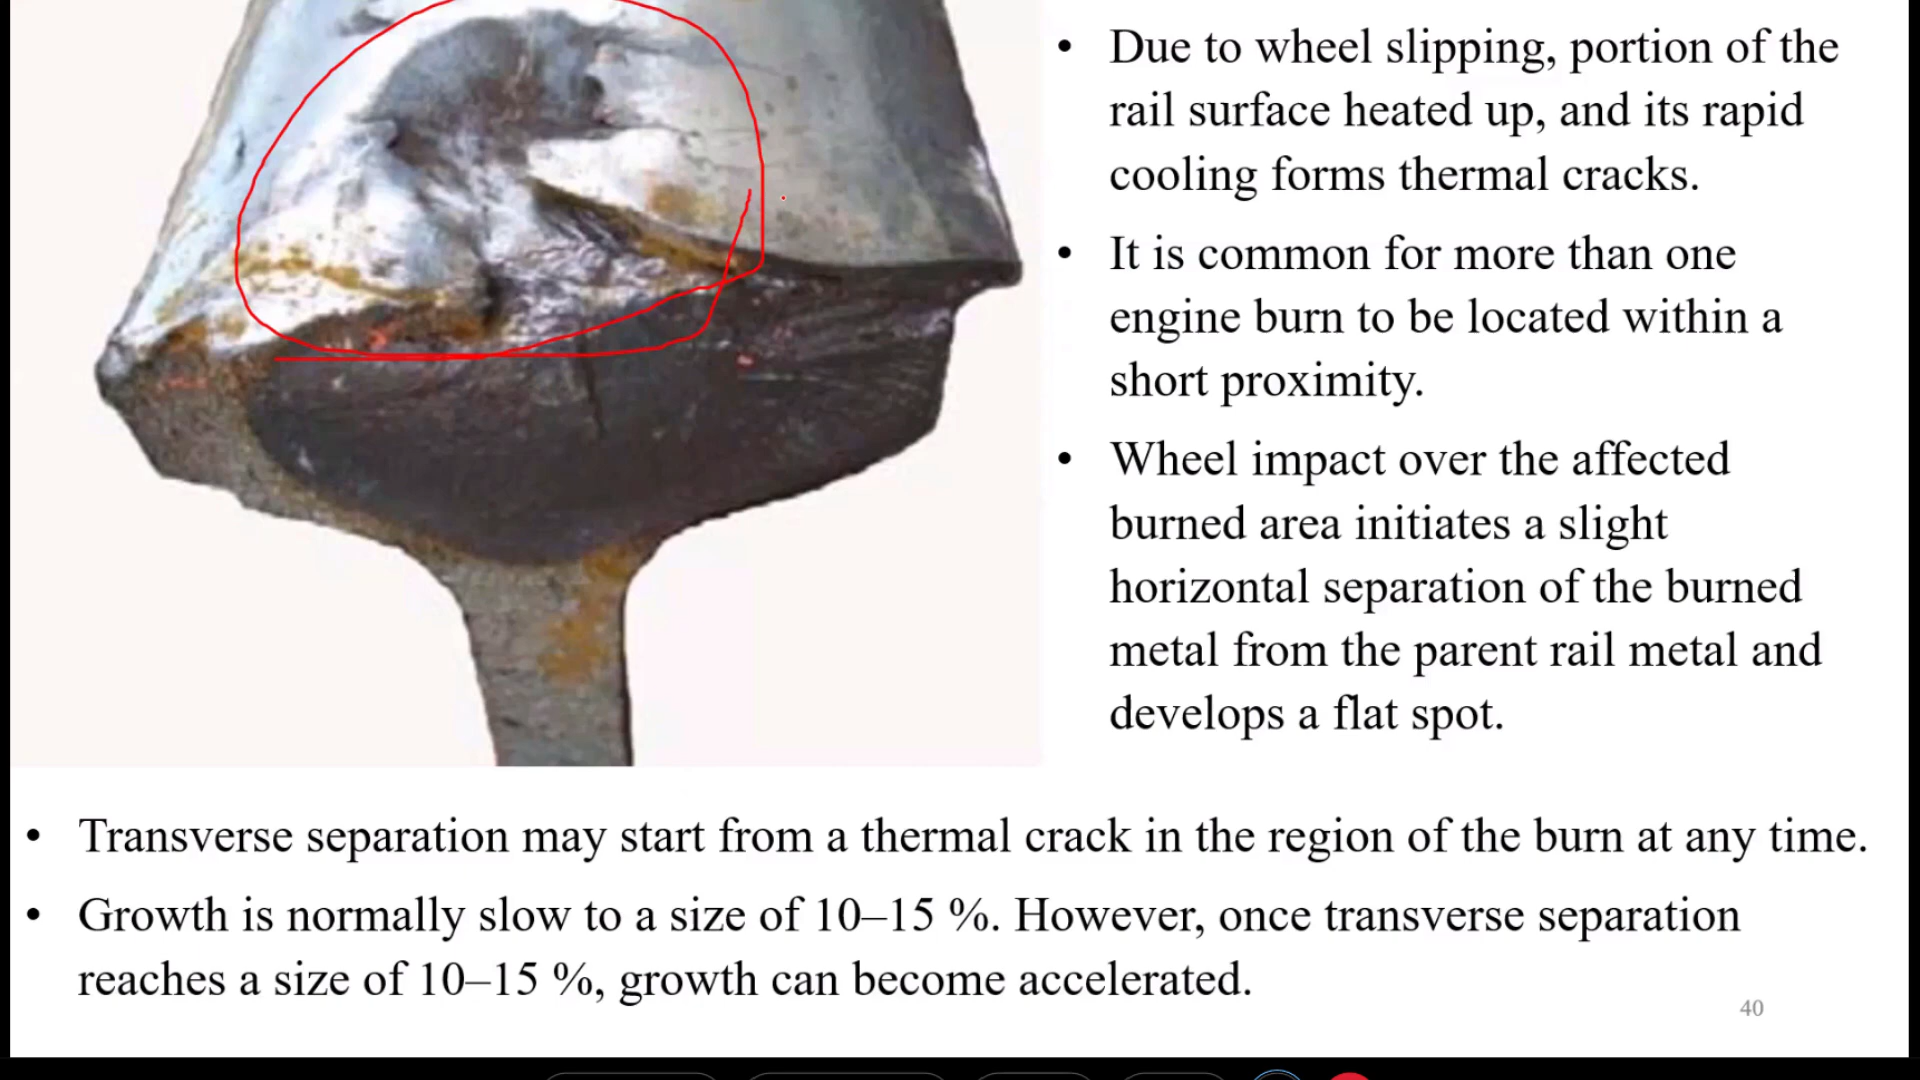 • Due to wheel slipping, portion of the
rail surface heated up, and its rapid
cooling forms thermal cracks.
• It is common for more than one
engine burn to be located within a
short proximity.
• Wheel impact over the affected
burned area initiates a slight
horizontal separation of the burned
metal from the parent rail metal and
develops a flat spot.
• Transverse separation may start from a thermal crack in the region of the burn at any time.
• Growth is normally slow to a size of 10–15 %. However, once transverse separation
reaches a size of 10–15 %, growth can become accelerated.
40